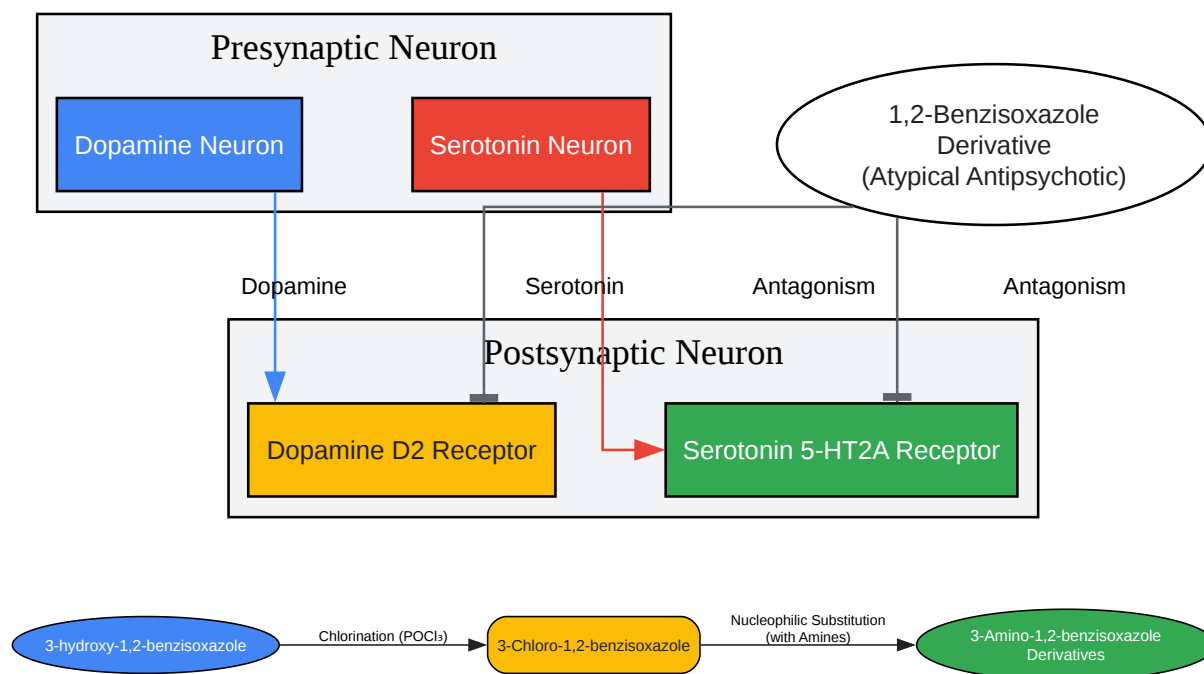 Presynaptic Neuron
Dopamine Neuron
Serotonin Neuron
1,2-Benzisoxazole
Derivative
(Atypical Antipsychotic)
Dopamine
Serotonin
Antagonism
Antagonism
Postsynaptic Neuron
Dopamine D2 Receptor
Serotonin 5-HT2A Receptor
3-hydroxy-1,2-benzisoxazole
Chlorination (POCl₃)
3-Chloro-1,2-benzisoxazole
Nucleophilic Substitution
(with Amines)
3-Amino-1,2-benzisoxazole
Derivatives